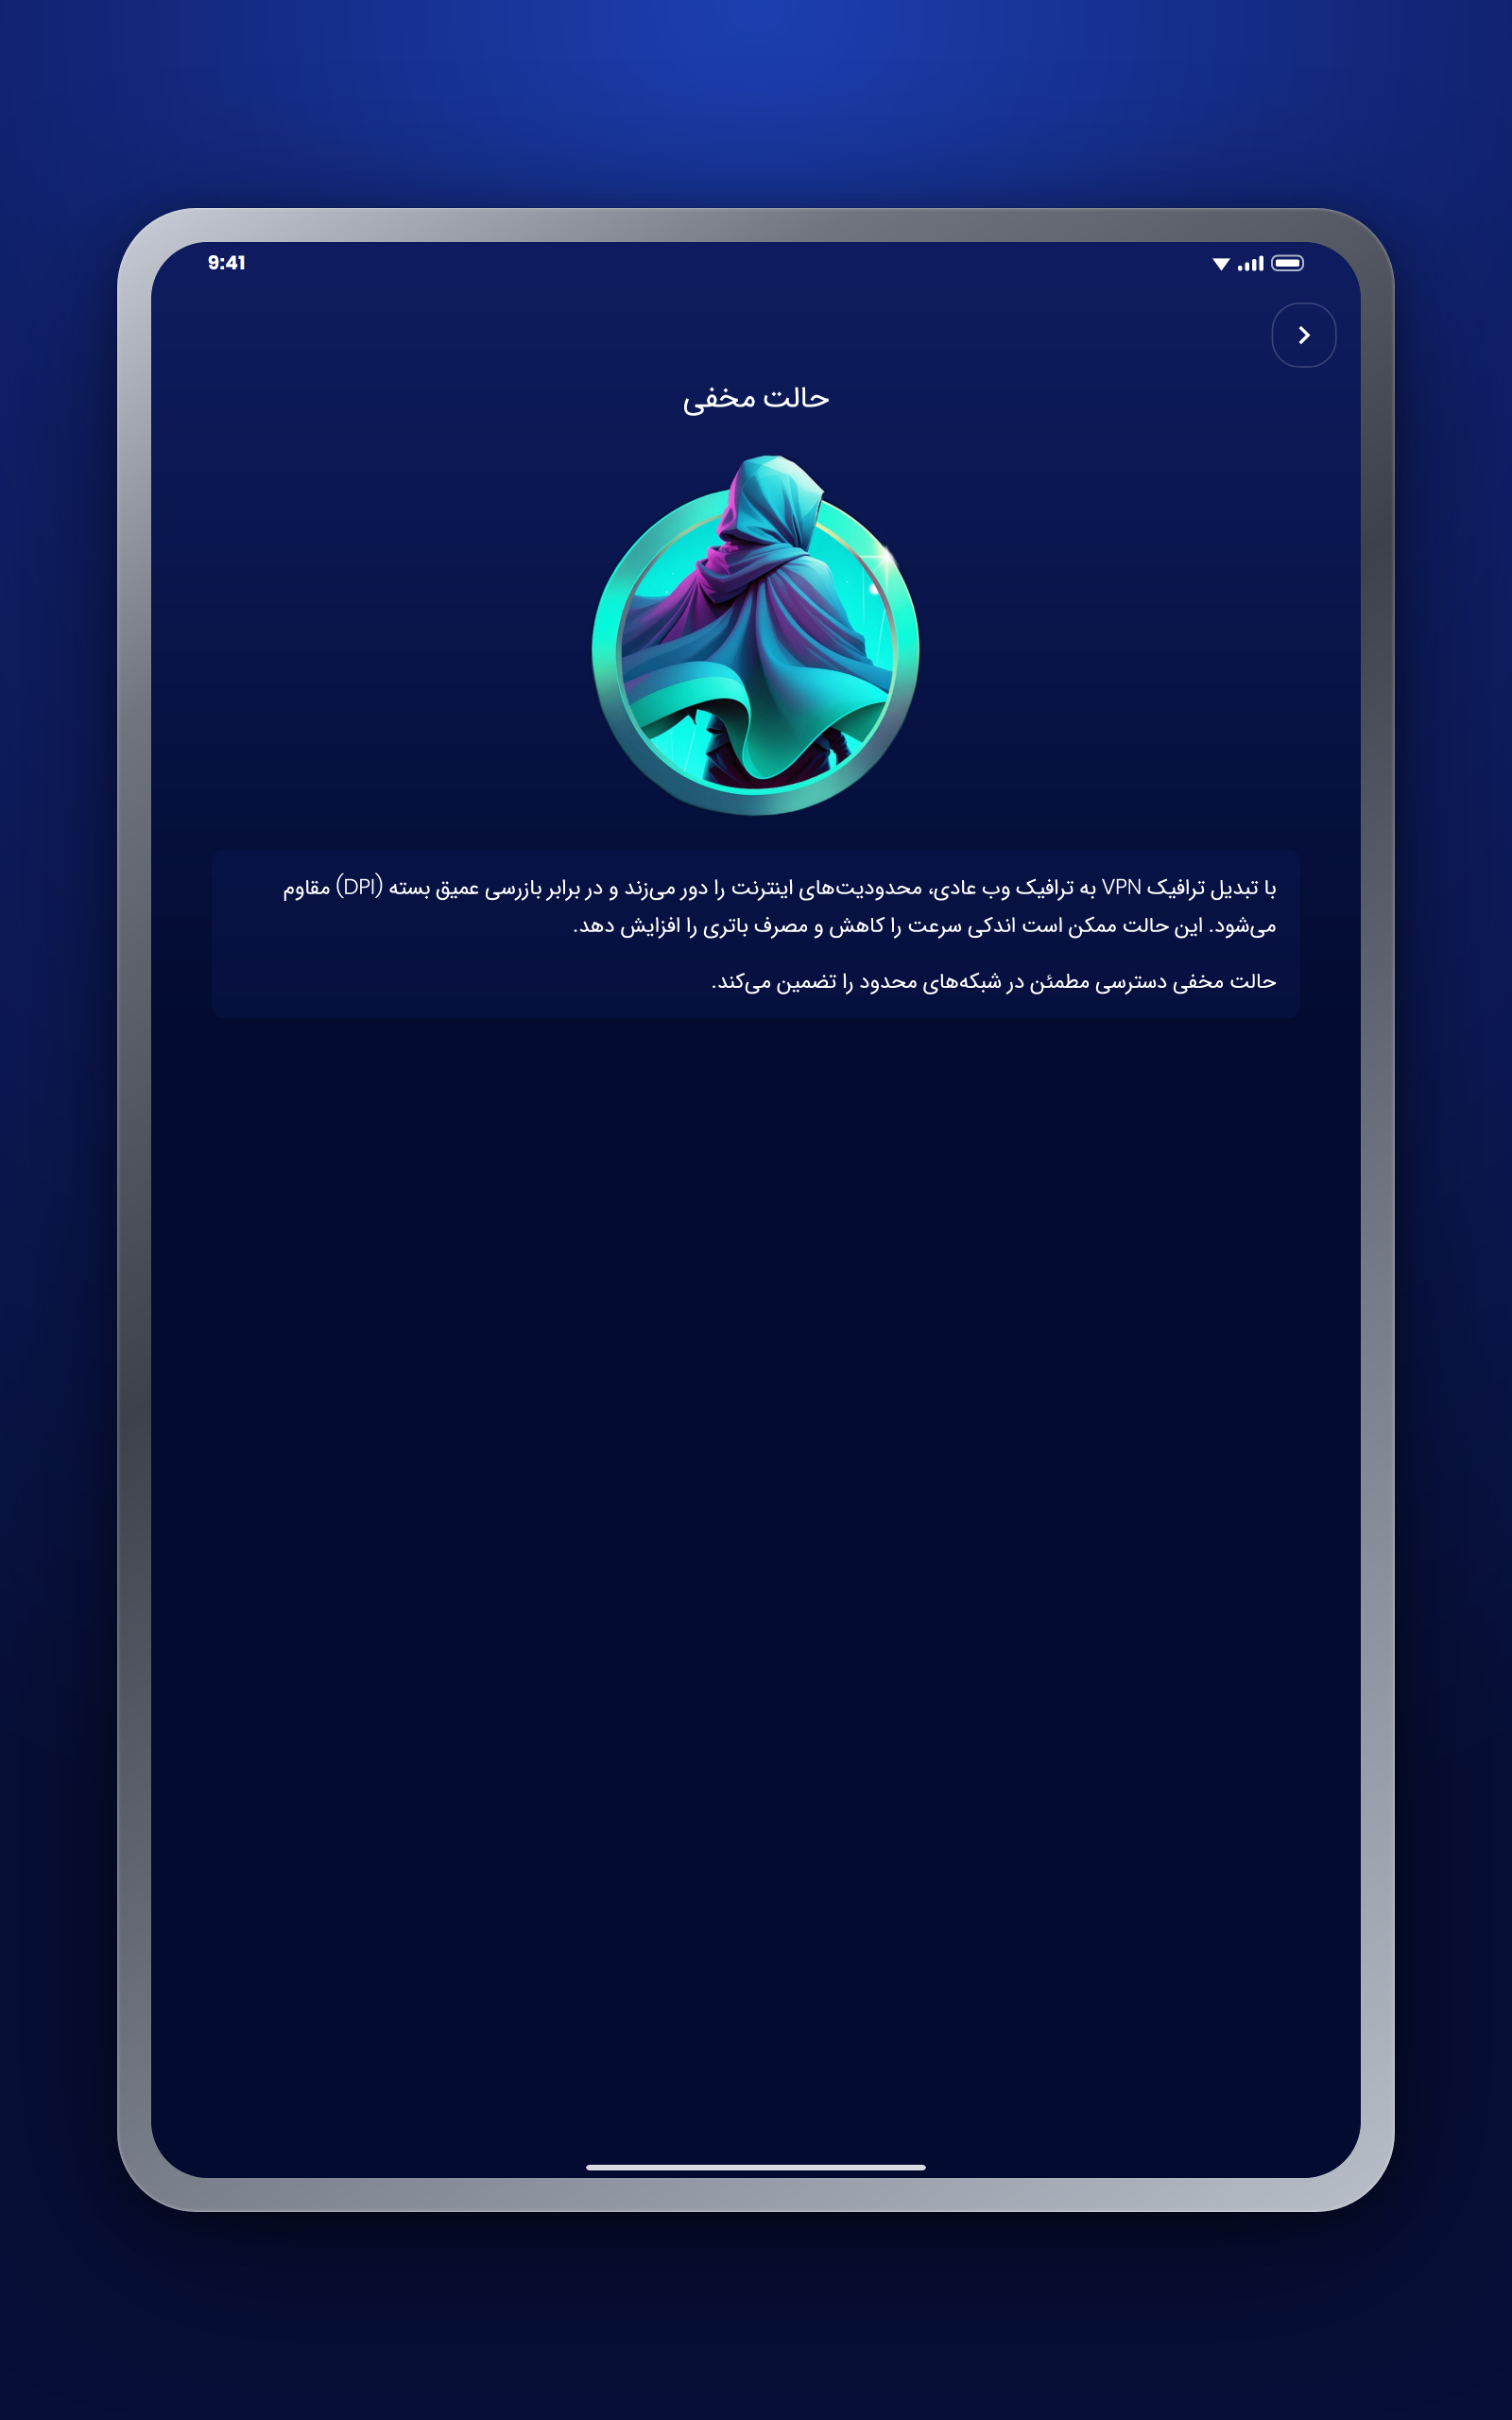 9:41
حالت مخفی
با تبدیل ترافیک VPN به ترافیک وب عادی، محدودیت‌های اینترنت را دور می‌زند و در برابر بازرسی عمیق بسته (DPI) مقاوم
می‌شود. این حالت ممکن است اندکی سرعت را کاهش و مصرف باتری را افزایش دهد.
حالت مخفی دسترسی مطمئن در شبکه‌های محدود را تضمین می‌کند.